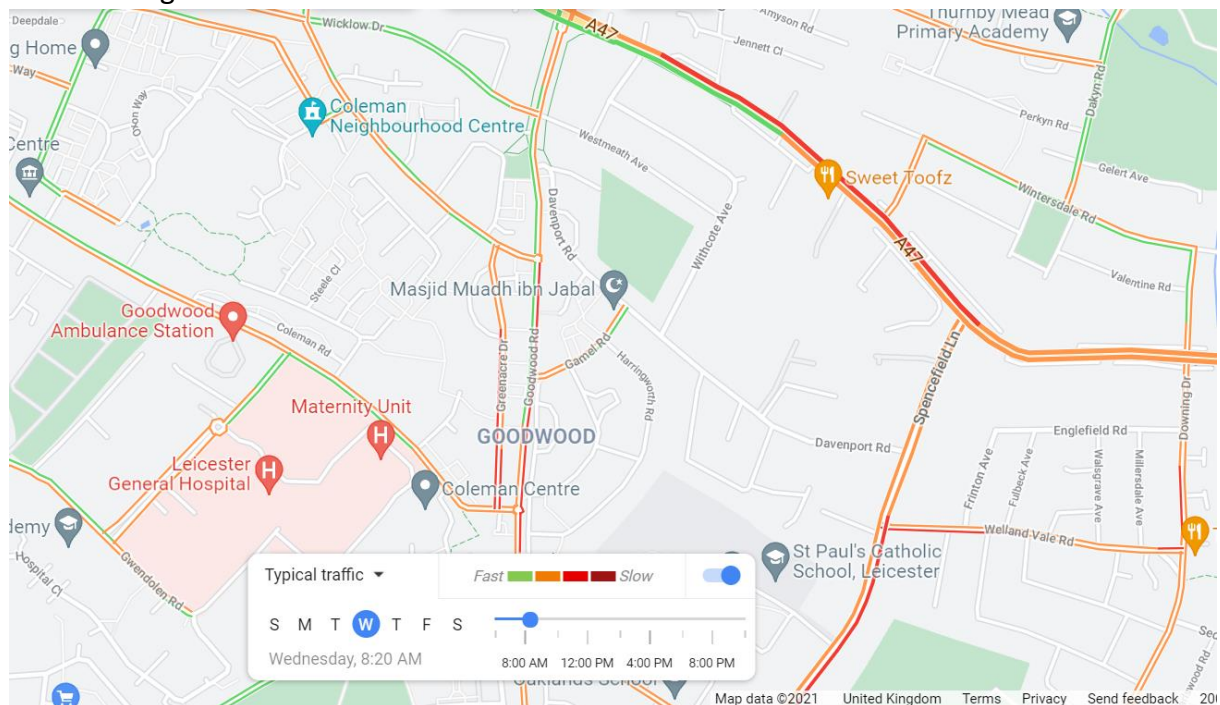 Deepdale
g Home
Way
Wicklow Dr
A47
Amyson Rd
Jennett Cl
Thurnby Mead
Primary Academy
Dakyn Rd
Coleman
Neighbourhood Centre
Westmeath Ave
Perkyn Rd
Gelert Ave
Centre
Sweet Toofz
Wintersdale Rd
Davenport Rd
Withcote Ave
A47
Valentine Rd
Steele Cl
Masjid Muadh ibn Jabal
Goodwood
Ambulance Station
Coleman Rd
Greenacre Dr
Goodwood Rd
Gamel Rd
Harringworth Rd
Spencefield Ln
Downing Dr
Maternity Unit
GOODWOOD
Davenport Rd
Englefield Rd
Leicester
General Hospital
Coleman Centre
Frinton Ave
Fulbeck Ave
Walsgrave Ave
Millersdale Ave
demy
Welland Vale Rd
Hospital Cl
Gwendolen Rd
St Paul's Catholic
School, Leicester
Typical traffic
Fast Slow
S M T W T F S
Wednesday, 8:20 AM
8:00 AM 12:00 PM 4:00 PM 8:00 PM
Oaklands School
Map data ©2021 United Kingdom Terms Privacy Send feedback 200